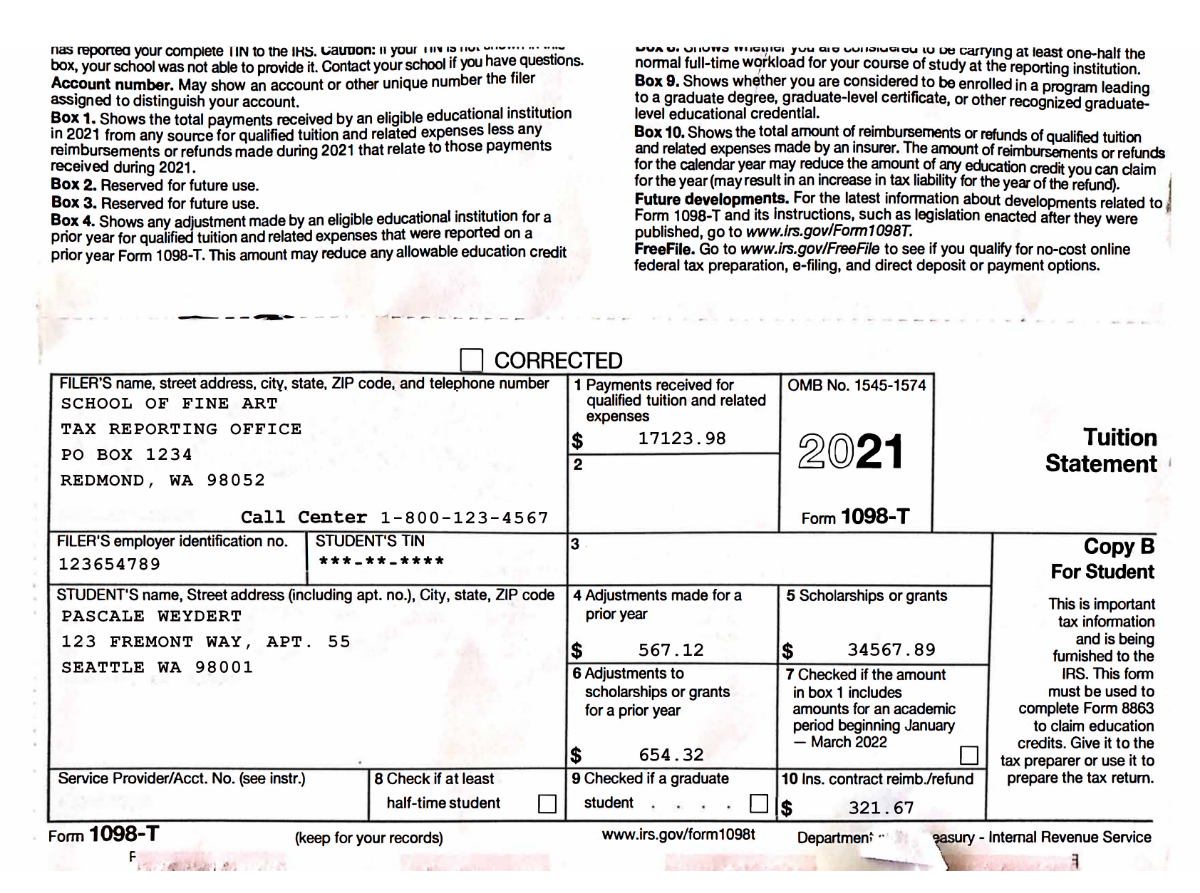 has reported your complete TIN to the IRS. Caution: If your TIN is not shown in this
box, your school was not able to provide it. Contact your school if you have questions.
Account number. May show an account or other unique number the filer
assigned to distinguish your account.
Box 1. Shows the total payments received by an eligible educational institution
in 2021 from any source for qualified tuition and related expenses less any
reimbursements or refunds made during 2021 that relate to those payments
received during 2021.
Box 2. Reserved for future use.
Box 3. Reserved for future use.
Box 4. Shows any adjustment made by an eligible educational institution for a
prior year for qualified tuition and related expenses that were reported on a
prior year Form 1098-T. This amount may reduce any allowable education credit
Box 8. Shows whether you are considered to be carrying at least one-half the
normal full-time workload for your course of study at the reporting institution.
Box 9. Shows whether you are considered to be enrolled in a program leading
to a graduate degree, graduate-level certificate, or other recognized graduate-
level educational credential.
Box 10. Shows the total amount of reimbursements or refunds of qualified tuition
and related expenses made by an insurer. The amount of reimbursements or refunds
for the calendar year may reduce the amount of any education credit you can claim
for the year (may result in an increase in tax liability for the year of the refund).
Future developments. For the latest information about developments related to
Form 1098-T and its instructions, such as legislation enacted after they were
published, go to www.irs.gov/Form1098T.
FreeFile. Go to www.irs.gov/FreeFile to see if you qualify for no-cost online
federal tax preparation, e-filing, and direct deposit or payment options.
CORRECTED
FILER'S name, street address, city, state, ZIP code, and telephone number
SCHOOL OF FINE ART
TAX REPORTING OFFICE
PO BOX 1234
REDMOND, WA 98052
Call Center 1-800-123-4567
1 Payments received for
qualified tuition and related
expenses
$ 17123.98
2
OMB No. 1545-1574
2021
Form 1098-T
Tuition
Statement
FILER'S employer identification no.
123654789
STUDENT'S TIN
***-**-****
3
Copy B
For Student
This is important
tax information
and is being
furnished to the
IRS. This form
must be used to
complete Form 8863
to claim education
credits. Give it to the
tax preparer or use it to
prepare the tax return.
STUDENT'S name, Street address (including apt. no.), City, state, ZIP code
PASCALE WEYDERT
123 FREMONT WAY, APT. 55
SEATTLE WA 98001
4 Adjustments made for a
prior year
$ 567.12
5 Scholarships or grants
$ 34567.89
6 Adjustments to
scholarships or grants
for a prior year
$ 654.32
7 Checked if the amount
in box 1 includes
amounts for an academic
period beginning January
— March 2022
Service Provider/Acct. No. (see instr.)
8 Check if at least
half-time student
9 Checked if a graduate
student . . . .
10 Ins. contract reimb./refund
$ 321.67
Form 1098-T
(keep for your records)
www.irs.gov/form1098t
Department easury - Internal Revenue Service